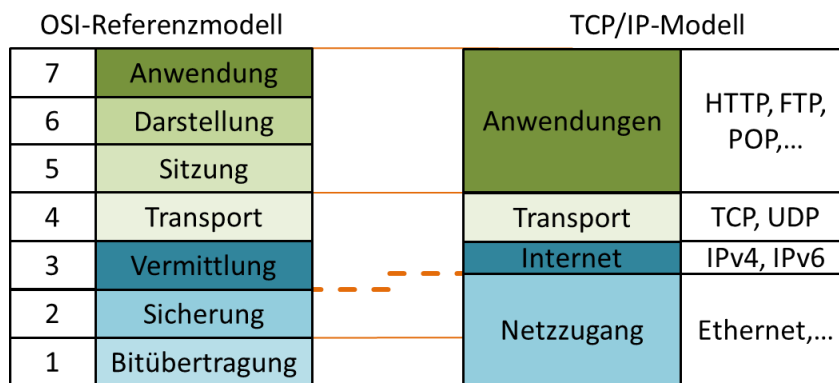 OSI-Referenzmodell
TCP/IP-Modell
7 Anwendung
6 Darstellung
5 Sitzung
4 Transport
3 Vermittlung
2 Sicherung
1 Bitübertragung
Anwendungen
HTTP, FTP,
POP,...
Transport TCP, UDP
Internet IPv4, IPv6
Netzzugang Ethernet,...